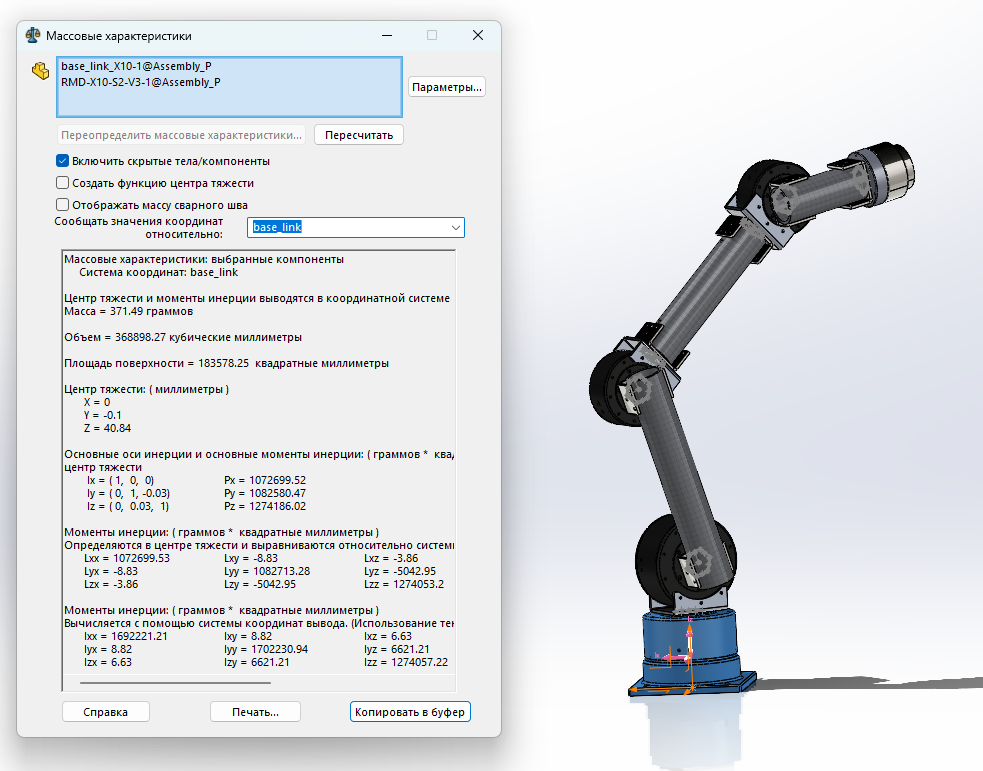 Массовые характеристики
base_link_X10-1@Assembly_P
RMD-X10-S2-V3-1@Assembly_P
Параметры...
Переопределить массовые характеристики...
Пересчитать
Включить скрытые тела/компоненты
Создать функцию центра тяжести
Отображать массу сварного шва
Сообщать значения координат относительно:
base_link
Массовые характеристики: выбранные компоненты
Система координат: base_link
Центр тяжести и моменты инерции выводятся в координатной системе
Масса = 371.49 граммов
Объем = 368898.27 кубические миллиметры
Площадь поверхности = 183578.25 квадратные миллиметры
Центр тяжести: ( миллиметры )
X = 0
Y = -0.1
Z = 40.84
Основные оси инерции и основные моменты инерции: ( граммов * квад
центр тяжести
Ix = ( 1, 0, 0) Px = 1072699.52
Iy = ( 0, 1, -0.03) Py = 1082580.47
Iz = ( 0, 0.03, 1) Pz = 1274186.02
Моменты инерции: ( граммов * квадратные миллиметры )
Определяются в центре тяжести и выравниваются относительно систем
Lxx = 1072699.53 Lxy = -8.83 Lxz = -3.86
Lyx = -8.83 Lyy = 1082713.28 Lyz = -5042.95
Lzx = -3.86 Lzy = -5042.95 Lzz = 1274053.2
Моменты инерции: ( граммов * квадратные миллиметры )
Вычисляется с помощью системы координат вывода. (Использование тен
Ixx = 1692221.21 Ixy = 8.82 Ixz = 6.63
Iyx = 8.82 Iyy = 1702230.94 Iyz = 6621.21
Izx = 6.63 Izy = 6621.21 Izz = 1274057.22
Справка
Печать...
Копировать в буфер